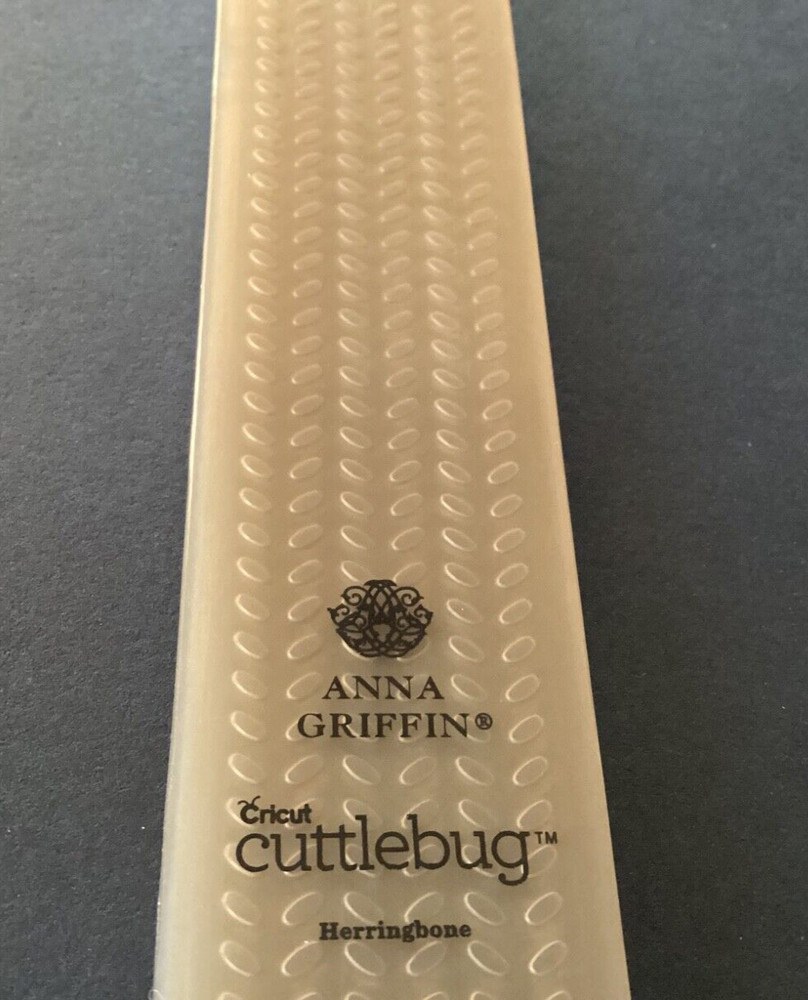 ANNA
GRIFFIN®
Cricut
cuttlebug™
Herringbone